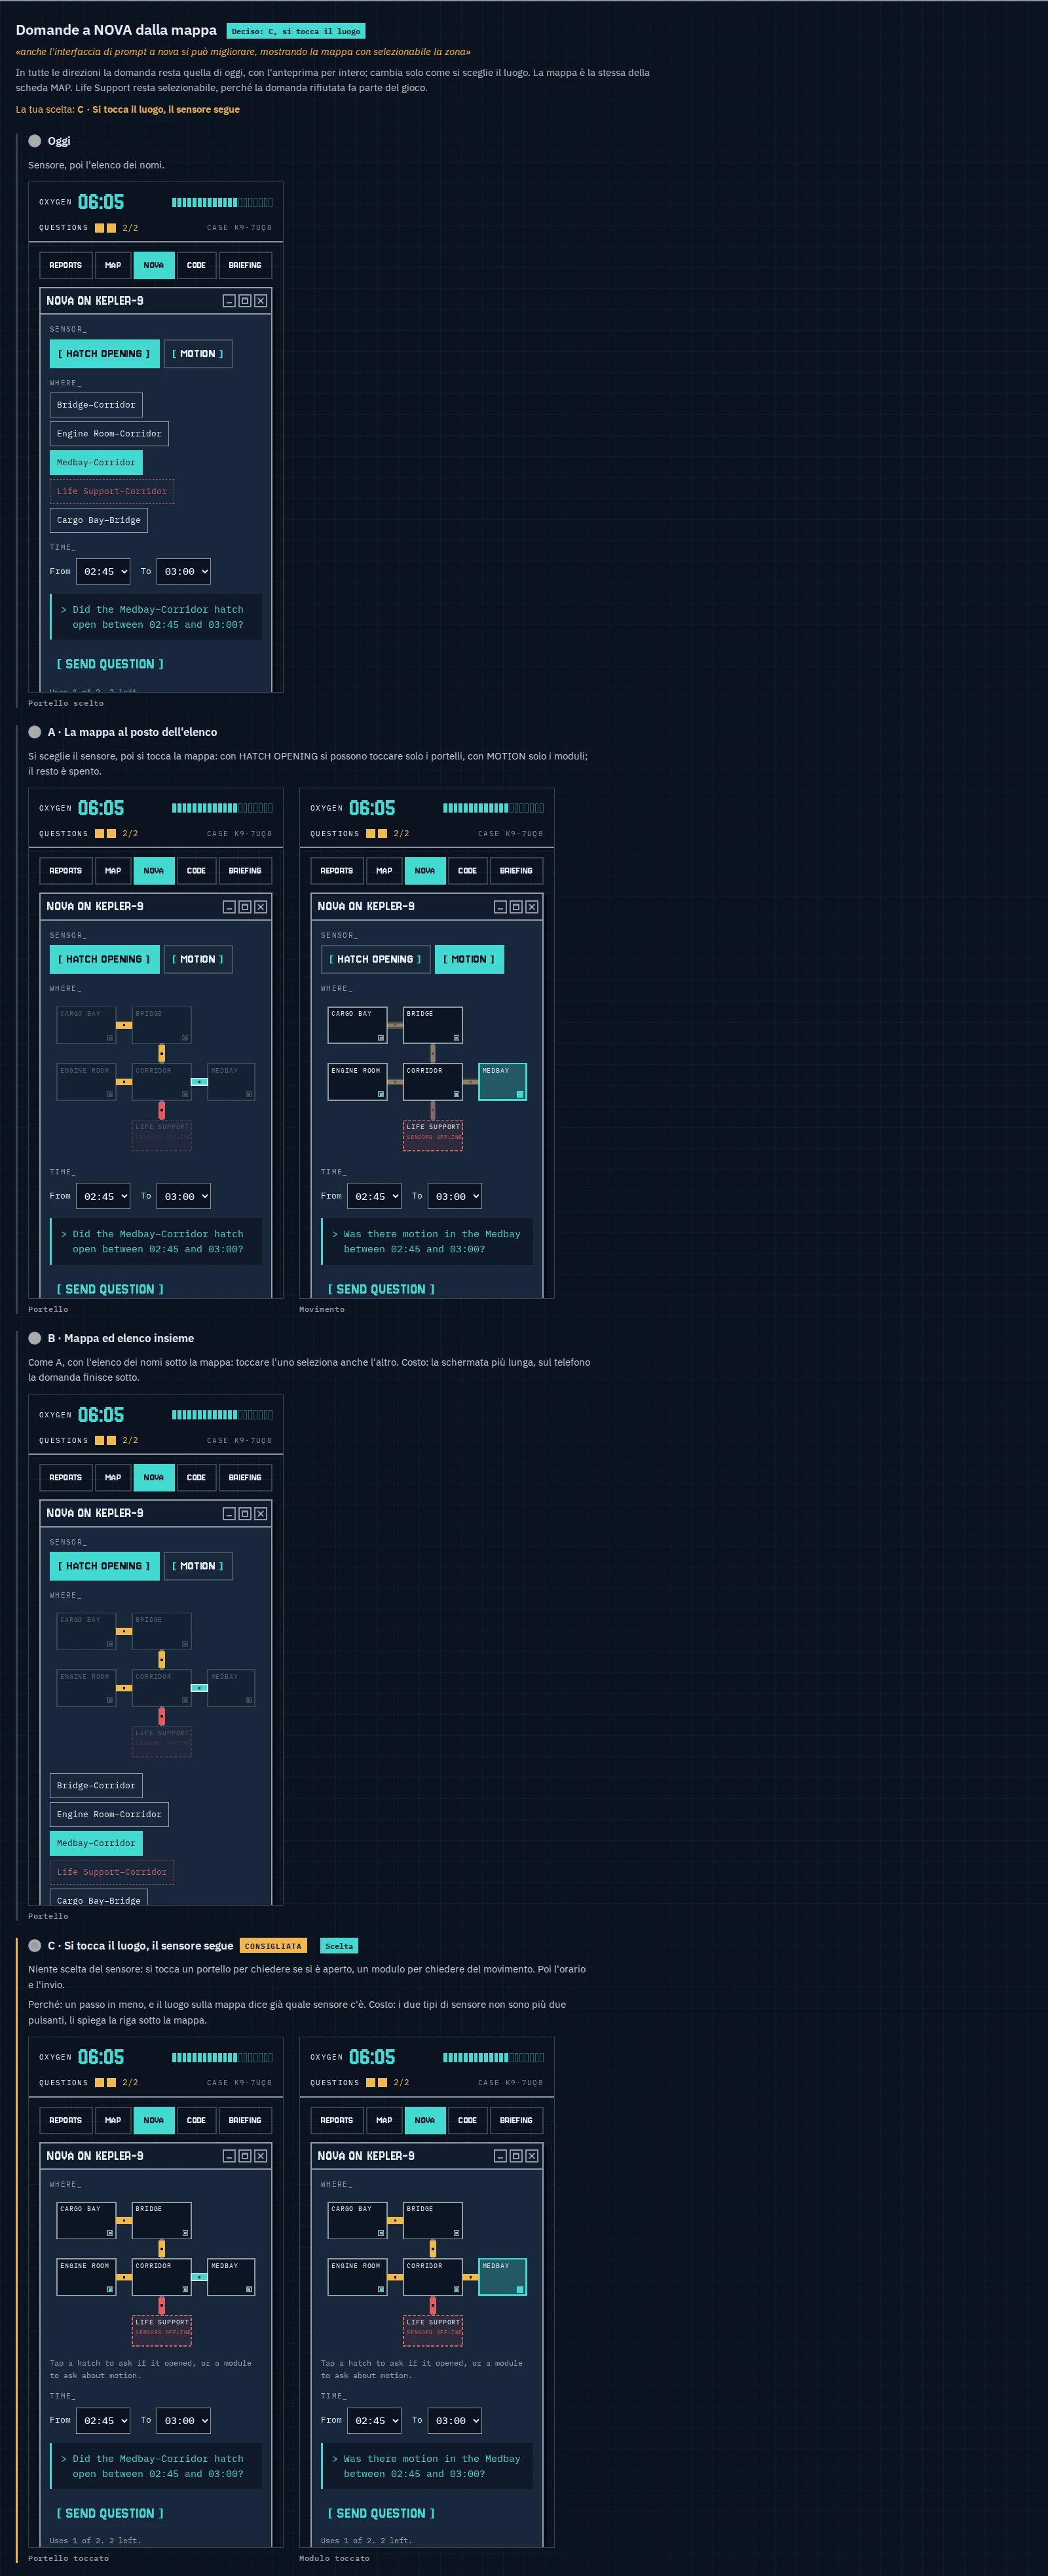 Domande a NOVA dalla mappa Deciso: C, si tocca il luogo
«anche l'interfaccia di prompt a nova si può migliorare, mostrando la mappa con selezionabile la zona»
In tutte le direzioni la domanda resta quella di oggi, con l'anteprima per intero; cambia solo come si sceglie il luogo. La mappa è la stessa della
scheda MAP. Life Support resta selezionabile, perché la domanda rifiutata fa parte del gioco.
La tua scelta: C · Si tocca il luogo, il sensore segue
Oggi
Sensore, poi l'elenco dei nomi.
OXYGEN 06:05
QUESTIONS 2/2 CASE K9-7UQ8
REPORTS MAP NOVA CODE BRIEFING
NOVA ON KEPLER-9
SENSOR_
[ HATCH OPENING ] [ MOTION ]
WHERE_
Bridge–Corridor
Engine Room–Corridor
Medbay–Corridor
Life Support–Corridor
Cargo Bay–Bridge
TIME_
From 02:45 To 03:00
> Did the Medbay–Corridor hatch
open between 02:45 and 03:00?
[ SEND QUESTION ]
Uses 1 of 2. 2 left.
Portello scelto
A · La mappa al posto dell'elenco
Si sceglie il sensore, poi si tocca la mappa: con HATCH OPENING si possono toccare solo i portelli, con MOTION solo i moduli;
il resto è spento.
OXYGEN 06:05
QUESTIONS 2/2 CASE K9-7UQ8
REPORTS MAP NOVA CODE BRIEFING
NOVA ON KEPLER-9
SENSOR_
[ HATCH OPENING ] [ MOTION ]
WHERE_
CARGO BAY BRIDGE
ENGINE ROOM CORRIDOR MEDBAY
LIFE SUPPORT
SENSORS OFFLINE
TIME_
From 02:45 To 03:00
> Did the Medbay–Corridor hatch
open between 02:45 and 03:00?
[ SEND QUESTION ]
Portello
OXYGEN 06:05
QUESTIONS 2/2 CASE K9-7UQ8
REPORTS MAP NOVA CODE BRIEFING
NOVA ON KEPLER-9
SENSOR_
[ HATCH OPENING ] [ MOTION ]
WHERE_
CARGO BAY BRIDGE
ENGINE ROOM CORRIDOR MEDBAY
LIFE SUPPORT
SENSORS OFFLINE
TIME_
From 02:45 To 03:00
> Was there motion in the Medbay
between 02:45 and 03:00?
[ SEND QUESTION ]
Movimento
B · Mappa ed elenco insieme
Come A, con l'elenco dei nomi sotto la mappa: toccare l'uno seleziona anche l'altro. Costo: la schermata più lunga, sul telefono
la domanda finisce sotto.
OXYGEN 06:05
QUESTIONS 2/2 CASE K9-7UQ8
REPORTS MAP NOVA CODE BRIEFING
NOVA ON KEPLER-9
SENSOR_
[ HATCH OPENING ] [ MOTION ]
WHERE_
CARGO BAY BRIDGE
ENGINE ROOM CORRIDOR MEDBAY
LIFE SUPPORT
SENSORS OFFLINE
Bridge–Corridor
Engine Room–Corridor
Medbay–Corridor
Life Support–Corridor
Cargo Bay–Bridge
Portello
C · Si tocca il luogo, il sensore segue CONSIGLIATA Scelta
Niente scelta del sensore: si tocca un portello per chiedere se si è aperto, un modulo per chiedere del movimento. Poi l'orario
e l'invio.
Perché: un passo in meno, e il luogo sulla mappa dice già quale sensore c'è. Costo: i due tipi di sensore non sono più due
pulsanti, li spiega la riga sotto la mappa.
OXYGEN 06:05
QUESTIONS 2/2 CASE K9-7UQ8
REPORTS MAP NOVA CODE BRIEFING
NOVA ON KEPLER-9
WHERE_
CARGO BAY BRIDGE
ENGINE ROOM CORRIDOR MEDBAY
LIFE SUPPORT
SENSORS OFFLINE
Tap a hatch to ask if it opened, or a module
to ask about motion.
TIME_
From 02:45 To 03:00
> Did the Medbay–Corridor hatch
open between 02:45 and 03:00?
[ SEND QUESTION ]
Uses 1 of 2. 2 left.
Portello toccato
OXYGEN 06:05
QUESTIONS 2/2 CASE K9-7UQ8
REPORTS MAP NOVA CODE BRIEFING
NOVA ON KEPLER-9
WHERE_
CARGO BAY BRIDGE
ENGINE ROOM CORRIDOR MEDBAY
LIFE SUPPORT
SENSORS OFFLINE
Tap a hatch to ask if it opened, or a module
to ask about motion.
TIME_
From 02:45 To 03:00
> Was there motion in the Medbay
between 02:45 and 03:00?
[ SEND QUESTION ]
Uses 1 of 2. 2 left.
Modulo toccato